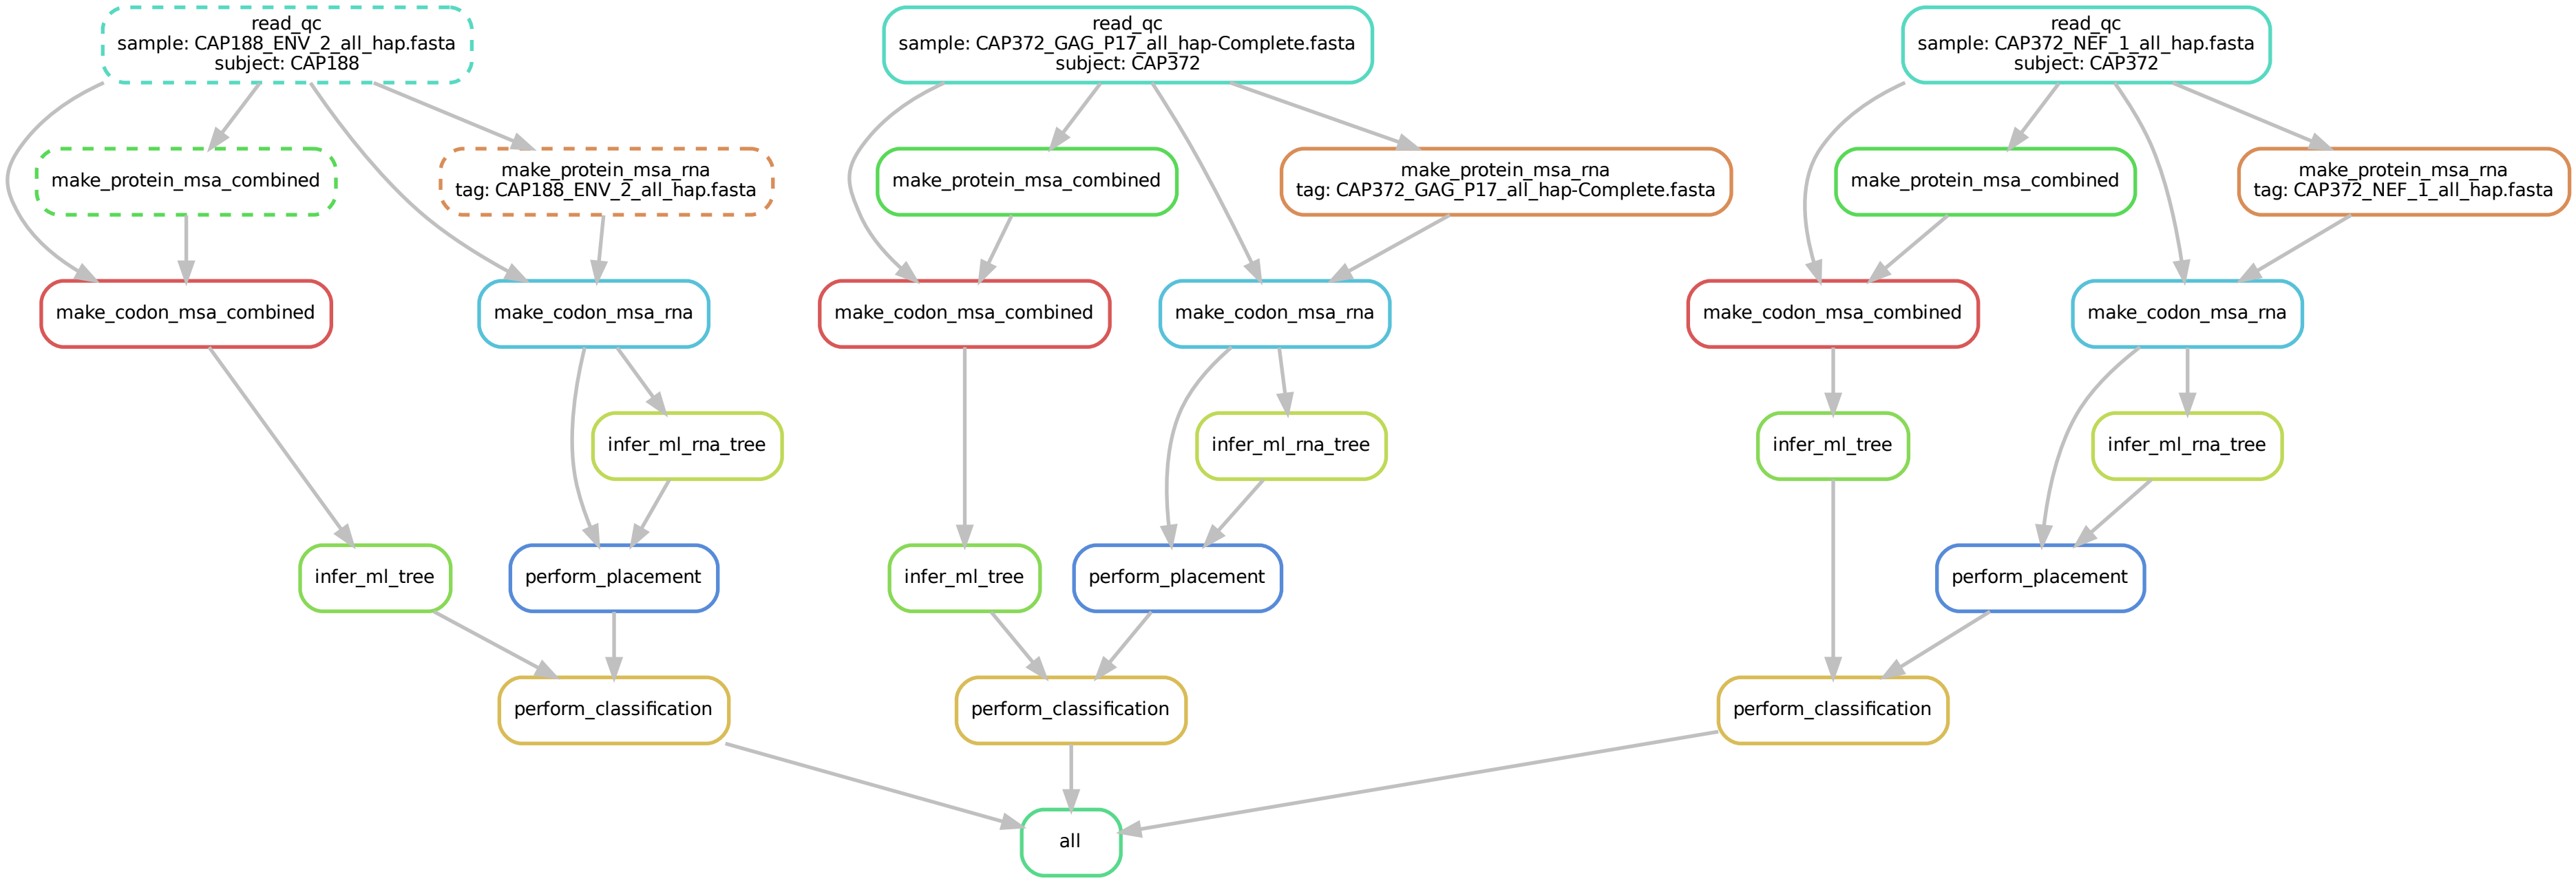 read_qc
sample: CAP188_ENV_2_all_hap.fasta
subject: CAP188
read_qc
sample: CAP372_GAG_P17_all_hap-Complete.fasta
subject: CAP372
read_qc
sample: CAP372_NEF_1_all_hap.fasta
subject: CAP372
make_protein_msa_combined
make_protein_msa_rna
tag: CAP188_ENV_2_all_hap.fasta
make_protein_msa_combined
make_protein_msa_rna
tag: CAP372_GAG_P17_all_hap-Complete.fasta
make_protein_msa_combined
make_protein_msa_rna
tag: CAP372_NEF_1_all_hap.fasta
make_codon_msa_combined
make_codon_msa_rna
make_codon_msa_combined
make_codon_msa_rna
make_codon_msa_combined
make_codon_msa_rna
infer_ml_rna_tree
infer_ml_rna_tree
infer_ml_tree
infer_ml_rna_tree
infer_ml_tree
perform_placement
infer_ml_tree
perform_placement
perform_placement
perform_classification
perform_classification
perform_classification
all